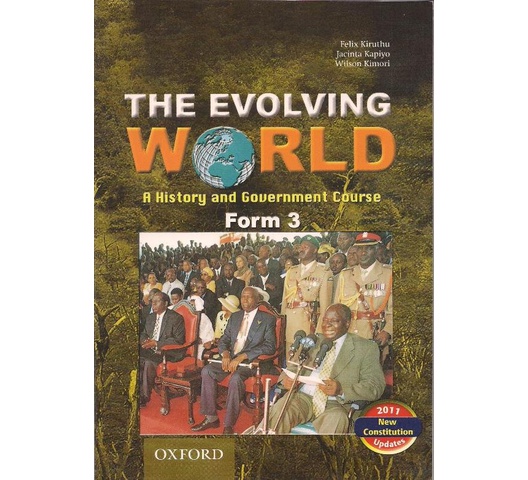 Felix Kiruthu
Jacinta Kapiyo
Wilson Kimori
THE EVOLVING
WORLD
A History and Government Course
Form 3
2011
New
Constitution
Updates
OXFORD